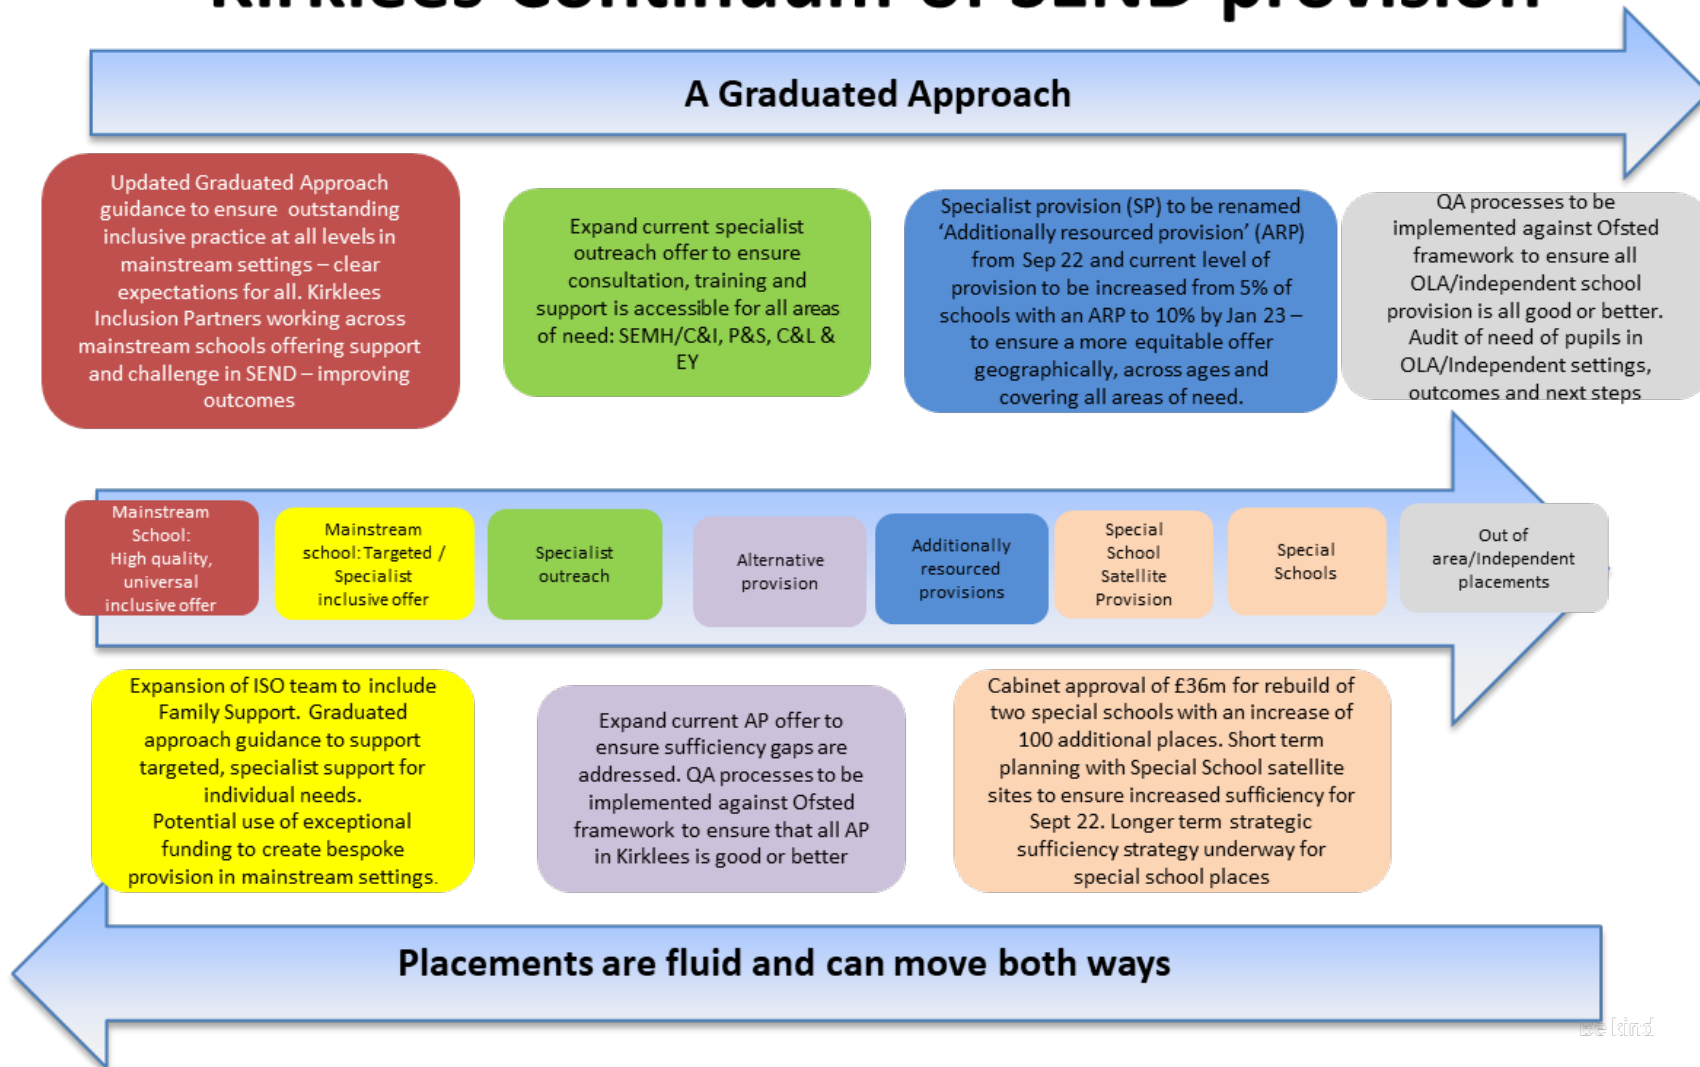 Kirklees Continuum of SEND provision
A Graduated Approach
Updated Graduated Approach
guidance to ensure outstanding
inclusive practice at all levels in
mainstream settings – clear
expectations for all. Kirklees
Inclusion Partners working across
mainstream schools offering support
and challenge in SEND – improving
outcomes
Expand current specialist
outreach offer to ensure
consultation, training and
support is accessible for all areas
of need: SEMH/C&I, P&S, C&L &
EY
Specialist provision (SP) to be renamed
‘Additionally resourced provision’ (ARP)
from Sep 22 and current level of
provision to be increased from 5% of
schools with an ARP to 10% by Jan 23 –
to ensure a more equitable offer
geographically, across ages and
covering all areas of need.
QA processes to be
implemented against Ofsted
framework to ensure all
OLA/independent school
provision is all good or better.
Audit of need of pupils in
OLA/Independent settings,
outcomes and next steps
Mainstream
School:
High quality,
universal
inclusive offer
Mainstream
school: Targeted /
Specialist
inclusive offer
Specialist
outreach
Alternative
provision
Additionally
resourced
provisions
Special
School
Satellite
Provision
Special
Schools
Out of
area/Independent
placements
Expansion of ISO team to include
Family Support. Graduated
approach guidance to support
targeted, specialist support for
individual needs.
Potential use of exceptional
funding to create bespoke
provision in mainstream settings.
Expand current AP offer to
ensure sufficiency gaps are
addressed. QA processes to be
implemented against Ofsted
framework to ensure that all AP
in Kirklees is good or better
Cabinet approval of £36m for rebuild of
two special schools with an increase of
100 additional places. Short term
planning with Special School satellite
sites to ensure increased sufficiency for
Sept 22. Longer term strategic
sufficiency strategy underway for
special school places
Placements are fluid and can move both ways
Be kind